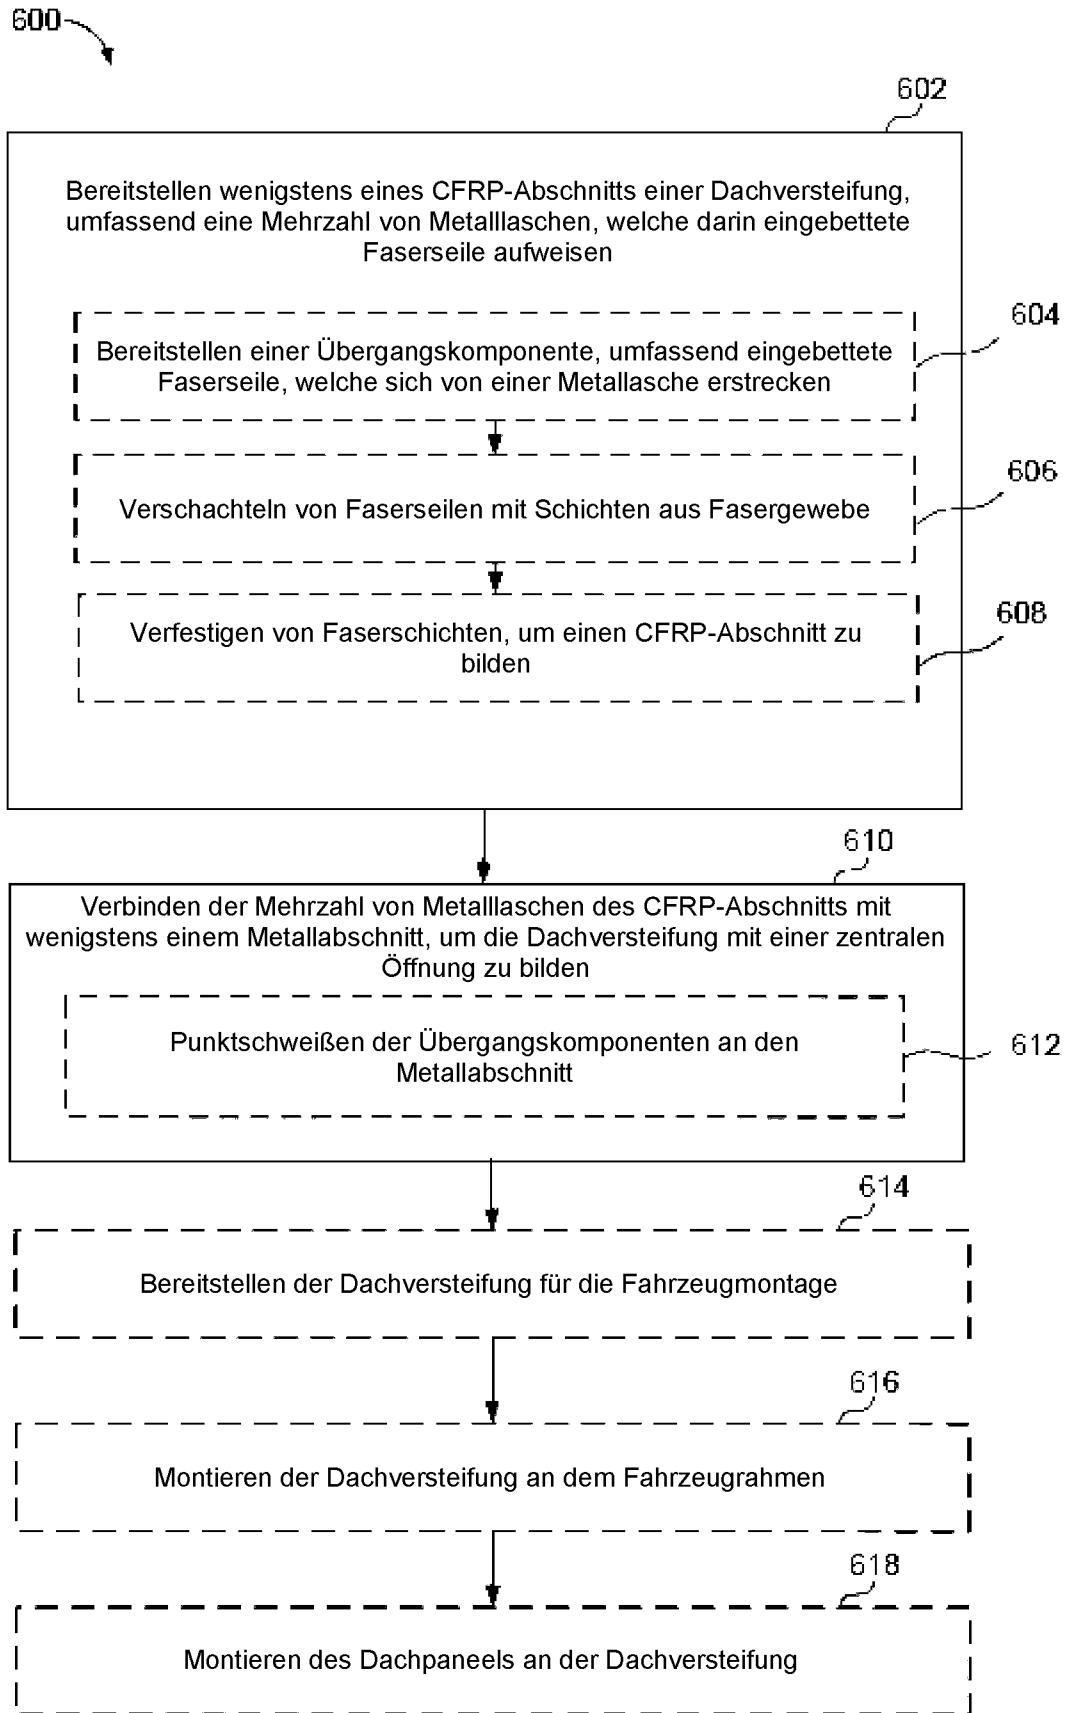 600
602
Bereitstellen wenigstens eines CFRP-Abschnitts einer Dachversteifung,
umfassend eine Mehrzahl von Metalllaschen, welche darin eingebettete
Faserseile aufweisen
604
Bereitstellen einer Übergangskomponente, umfassend eingebettete
Faserseile, welche sich von einer Metallasche erstrecken
606
Verschachteln von Faserseilen mit Schichten aus Fasergewebe
608
Verfestigen von Faserschichten, um einen CFRP-Abschnitt zu
bilden
610
Verbinden der Mehrzahl von Metalllaschen des CFRP-Abschnitts mit
wenigstens einem Metallabschnitt, um die Dachversteifung mit einer zentralen
Öffnung zu bilden
Punktschweißen der Übergangskomponenten an den
Metallabschnitt
612
614
Bereitstellen der Dachversteifung für die Fahrzeugmontage
616
Montieren der Dachversteifung an dem Fahrzeugrahmen
618
Montieren des Dachpaneels an der Dachversteifung